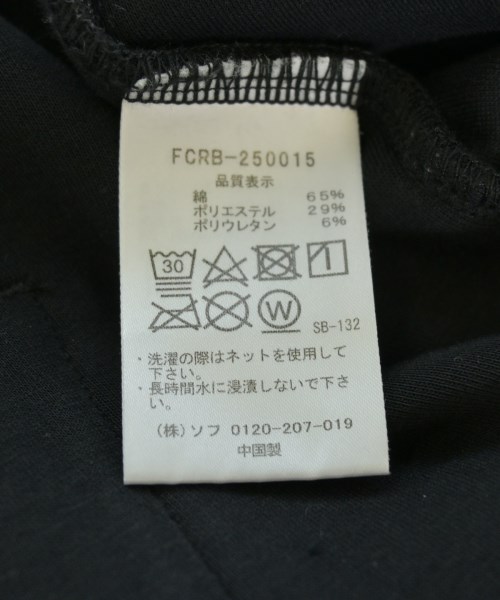 FCRB-250015
品質表示
綿 65%
ポリエステル 29%
ポリウレタン 6%
30
W
SB-132
・洗濯の際はネットを使用して
下さい。
・長時間水に浸漬しないで下さ
い。
(株)ソフ 0120-207-019
中国製